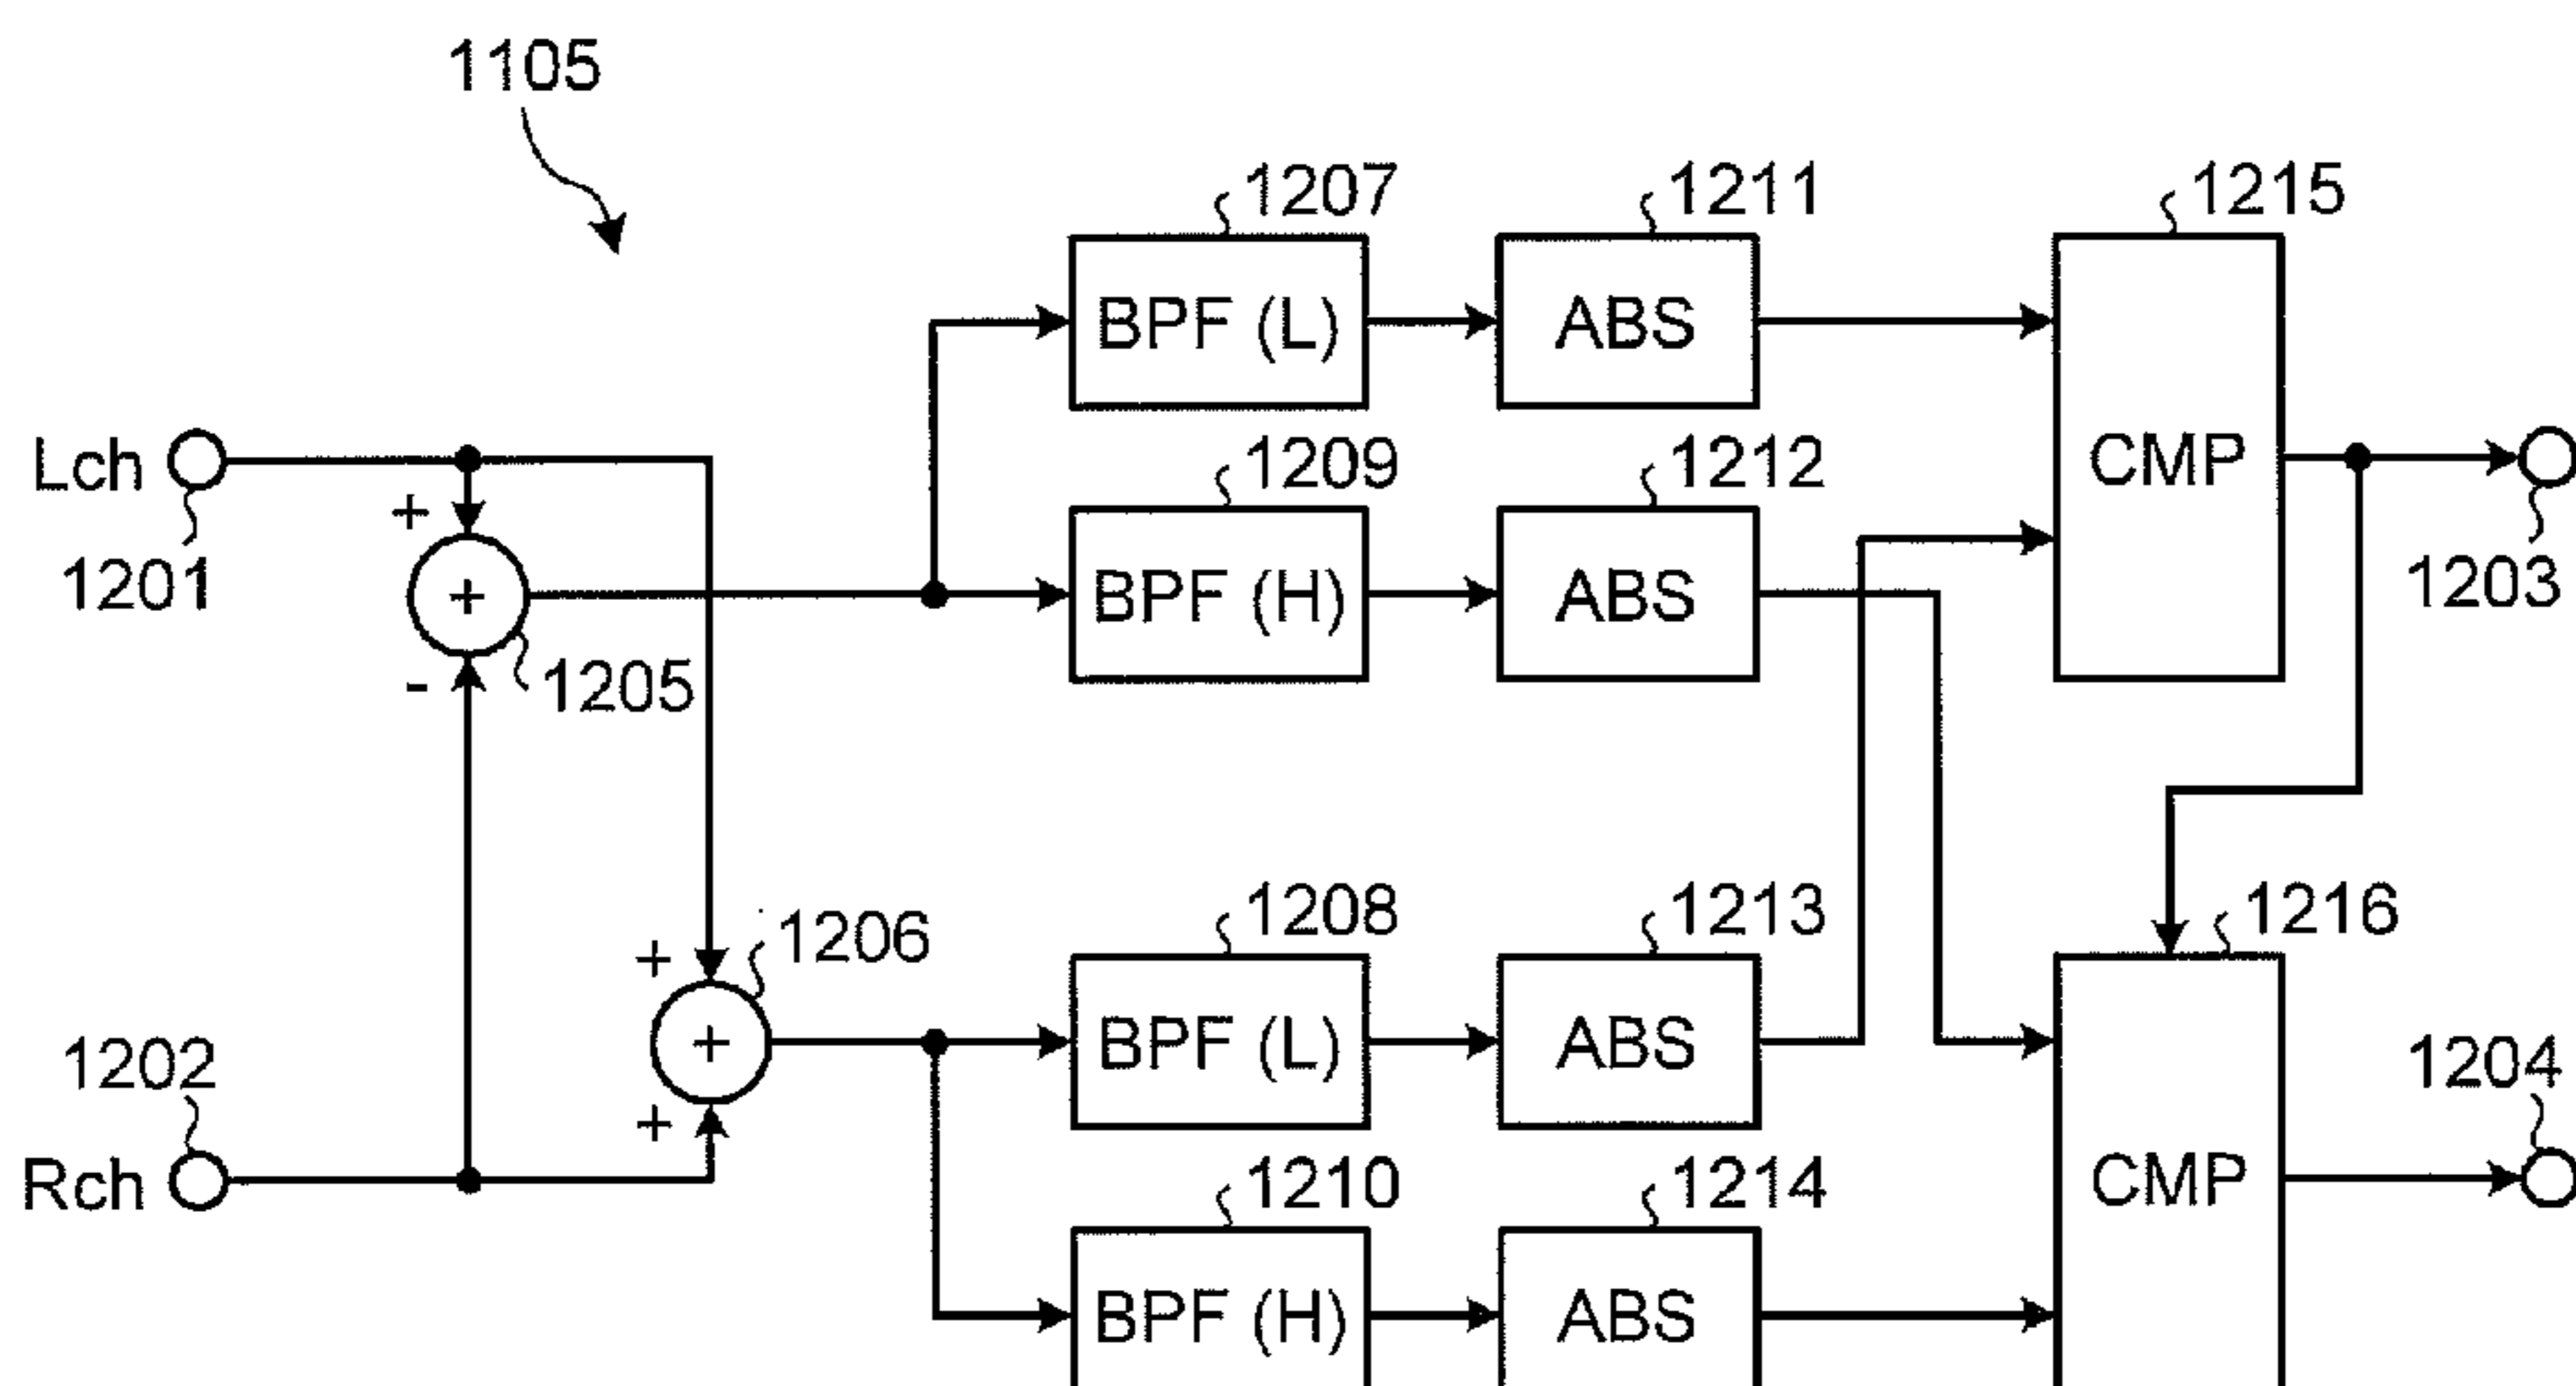 1105
1207
1211
1215
BPF (L)
ABS
Lch
1209
1212
CMP
+
1201
+
BPF (H)
ABS
1203
-
1205
1208
1213
1216
1206
+
1202
+
BPF (L)
ABS
1204
+
Rch
1210
1214
CMP
BPF (H)
ABS